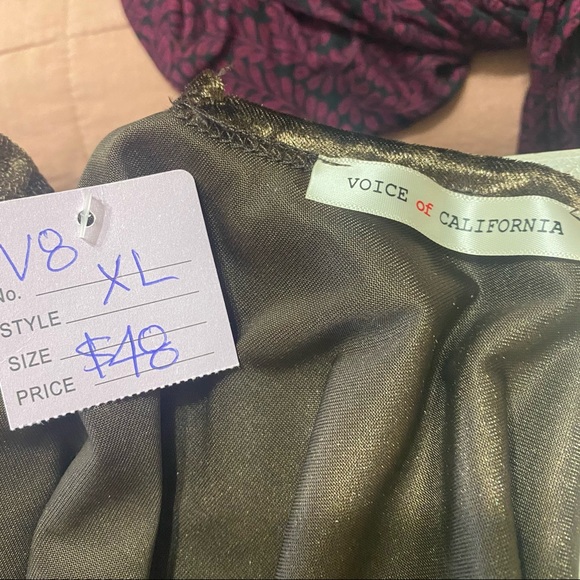 V8
No. XL
STYLE
SIZE $48
PRICE
VOICE of CALIFORNIA